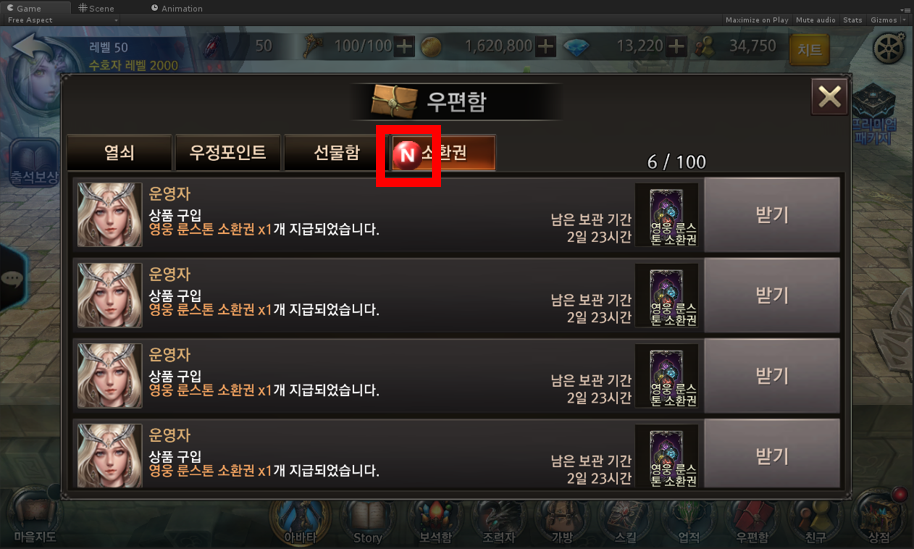 Game
Scene
Animation
Free Aspect
Maximize on Play
Mute audio
Stats
Gizmos
레벨 50
수호자 레벨 2000
50
100/100
1,620,800
13,220
34,750
치트
우편함
프리미엄
패키지
출석보상
열쇠
우정포인트
선물함
N
소환권
6 / 100
운영자
상품 구입
영웅 룬스톤 소환권 x1개 지급되었습니다.
남은 보관 기간
2일 23시간
영웅 룬스
톤 소환권
받기
운영자
상품 구입
영웅 룬스톤 소환권 x1개 지급되었습니다.
남은 보관 기간
2일 23시간
영웅 룬스
톤 소환권
받기
운영자
상품 구입
영웅 룬스톤 소환권 x1개 지급되었습니다.
남은 보관 기간
2일 23시간
영웅 룬스
톤 소환권
받기
운영자
상품 구입
영웅 룬스톤 소환권 x1개 지급되었습니다.
남은 보관 기간
2일 23시간
영웅 룬스
톤 소환권
받기
마을지도
아바타
Story
보석함
조력자
가방
스킬
업적
우편함
친구
상점